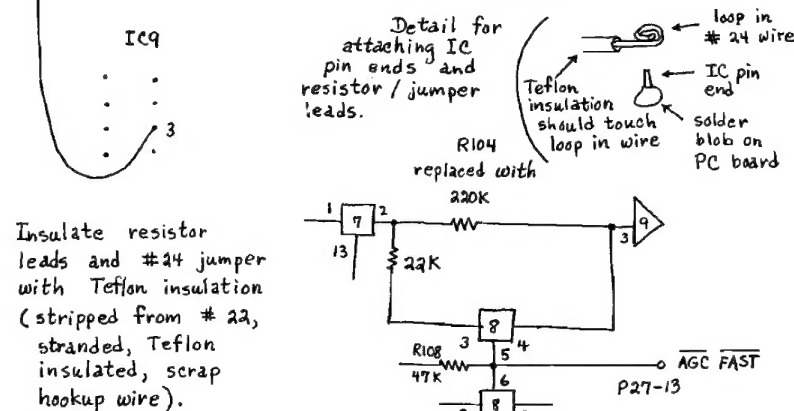 IC9
3
Detail for
attaching IC
pin ends and
resistor / jumper
leads.
loop in
# 24 wire
IC pin
end
Teflon
insulation
should touch
loop in wire
solder
blob on
PC board
R104
replaced with
220K
1
7
2
13
22K
3
9
Insulate resistor
leads and #24 jumper
with Teflon insulation
(stripped from # 22,
stranded, Teflon
insulated, scrap
hookup wire).
3
8
4
5
R108
47K
AGC FAST
P27-13
6
8